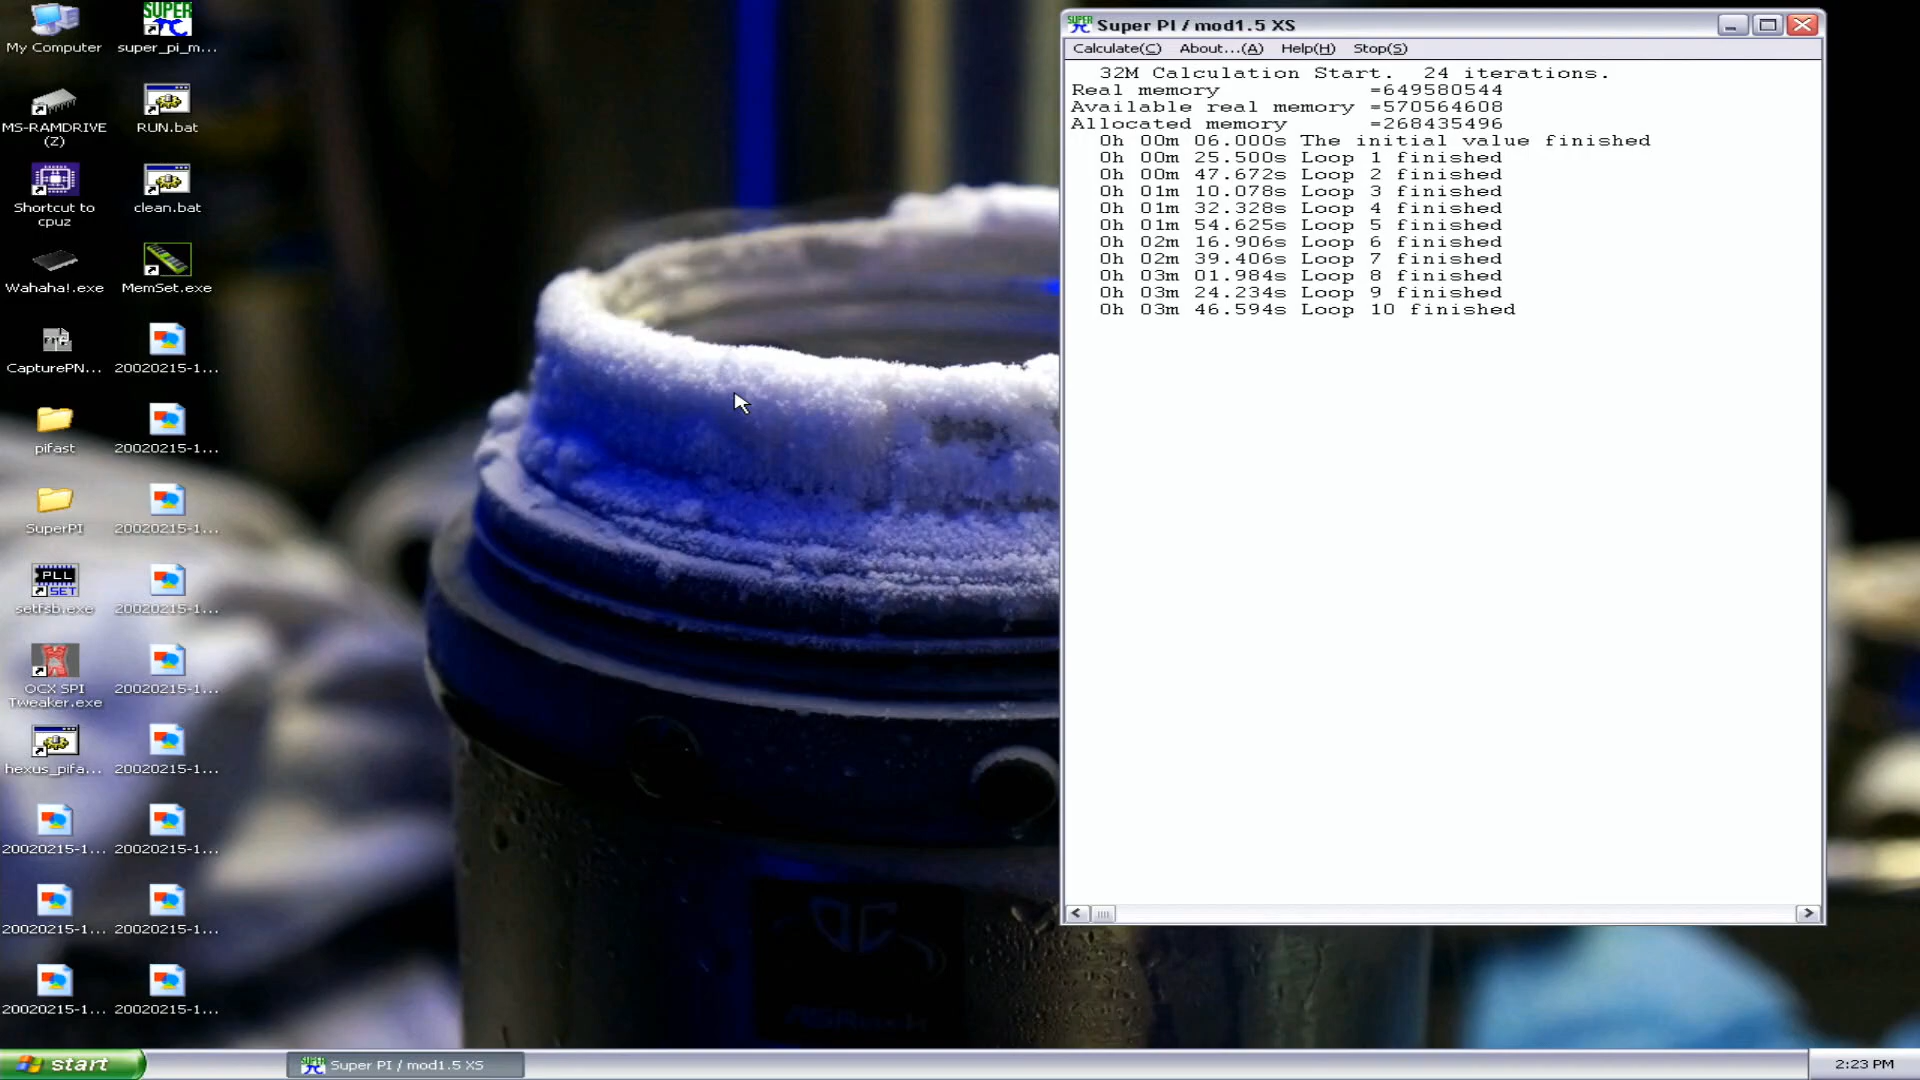 My Computer
super_pi_m...
MS-RAMDRIVE
(Z)
RUN.bat
Shortcut to
cpuz
clean.bat
Wahaha!.exe
MemSet.exe
CapturePN...
20020215-1...
pifast
20020215-1...
SuperPI
20020215-1...
PLL
SET
setfsb.exe
20020215-1...
OCX SPI
Tweaker.exe
20020215-1...
hexus_pifa...
20020215-1...
20020215-1...
20020215-1...
20020215-1...
20020215-1...
20020215-1...
20020215-1...
SUPER
Super PI / mod1.5 XS
Calculate(C) About...(A) Help(H) Stop(S)
32M Calculation Start. 24 iterations.
Real memory =649580544
Available real memory =570564608
Allocated memory =268435496
0h 00m 06.000s The initial value finished
0h 00m 25.500s Loop 1 finished
0h 00m 47.672s Loop 2 finished
0h 01m 10.078s Loop 3 finished
0h 01m 32.328s Loop 4 finished
0h 01m 54.625s Loop 5 finished
0h 02m 16.906s Loop 6 finished
0h 02m 39.406s Loop 7 finished
0h 03m 01.984s Loop 8 finished
0h 03m 24.234s Loop 9 finished
0h 03m 46.594s Loop 10 finished
start
Super PI / mod1.5 XS
2:23 PM